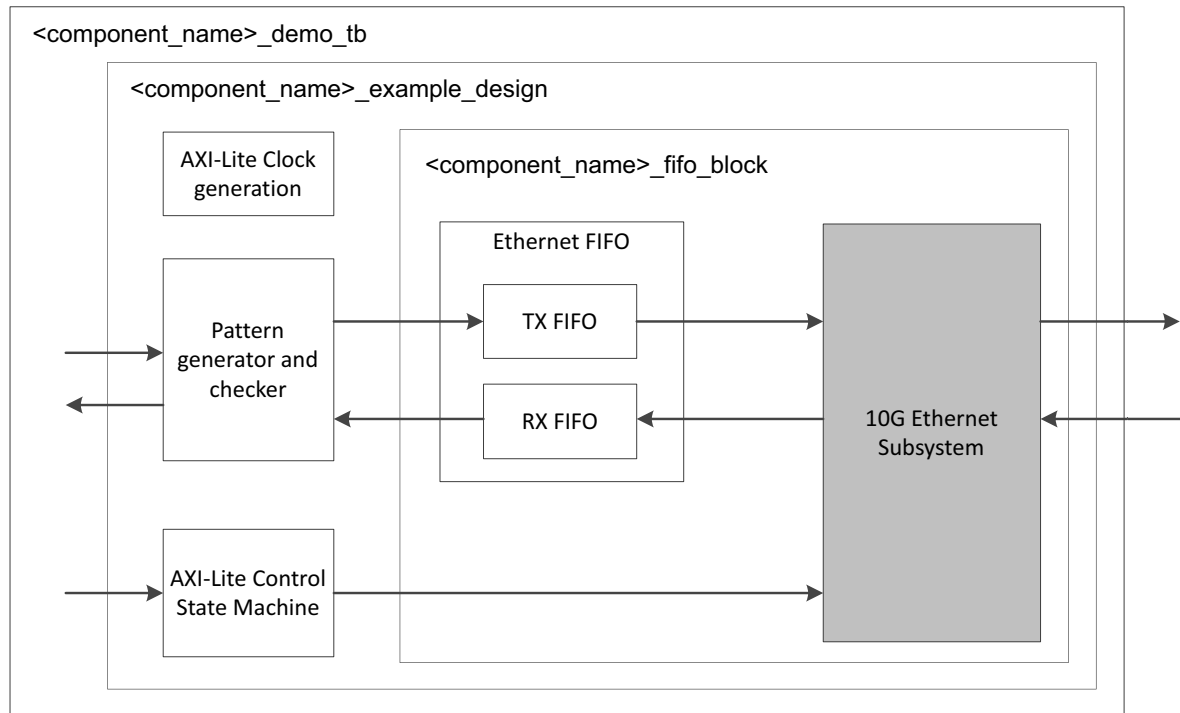 <component_name>_demo_tb
<component_name>_example_design
AXI-Lite Clock
generation
<component_name>_fifo_block
Ethernet FIFO
TX FIFO
Pattern
generator and
checker
RX FIFO
10G Ethernet
Subsystem
AXI-Lite Control
State Machine